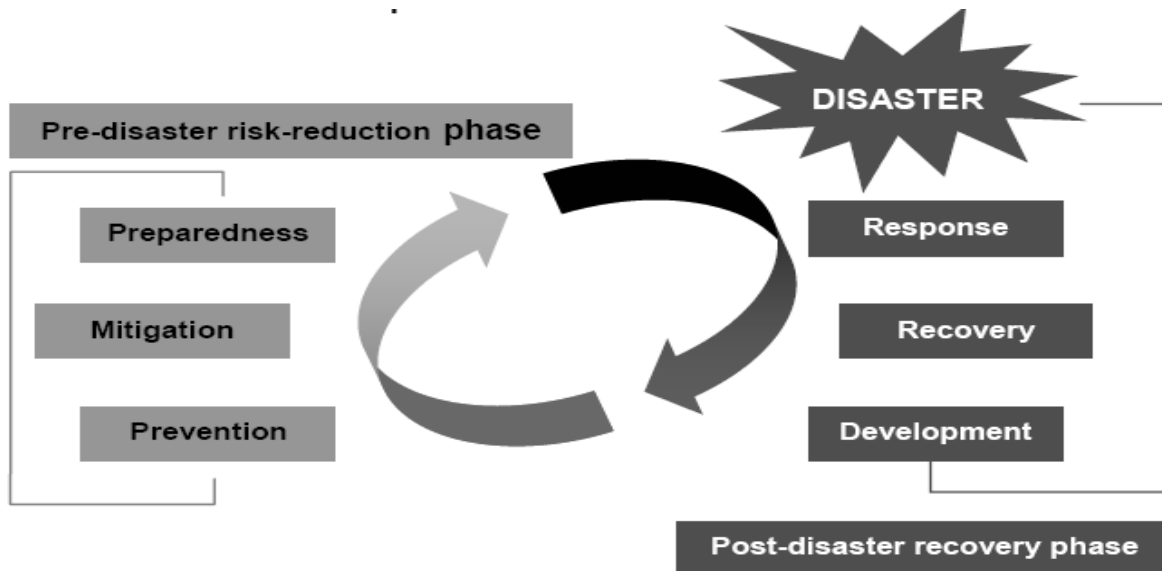 DISASTER
Pre-disaster risk-reduction phase
Preparedness
Response
Mitigation
Recovery
Prevention
Development
Post-disaster recovery phase